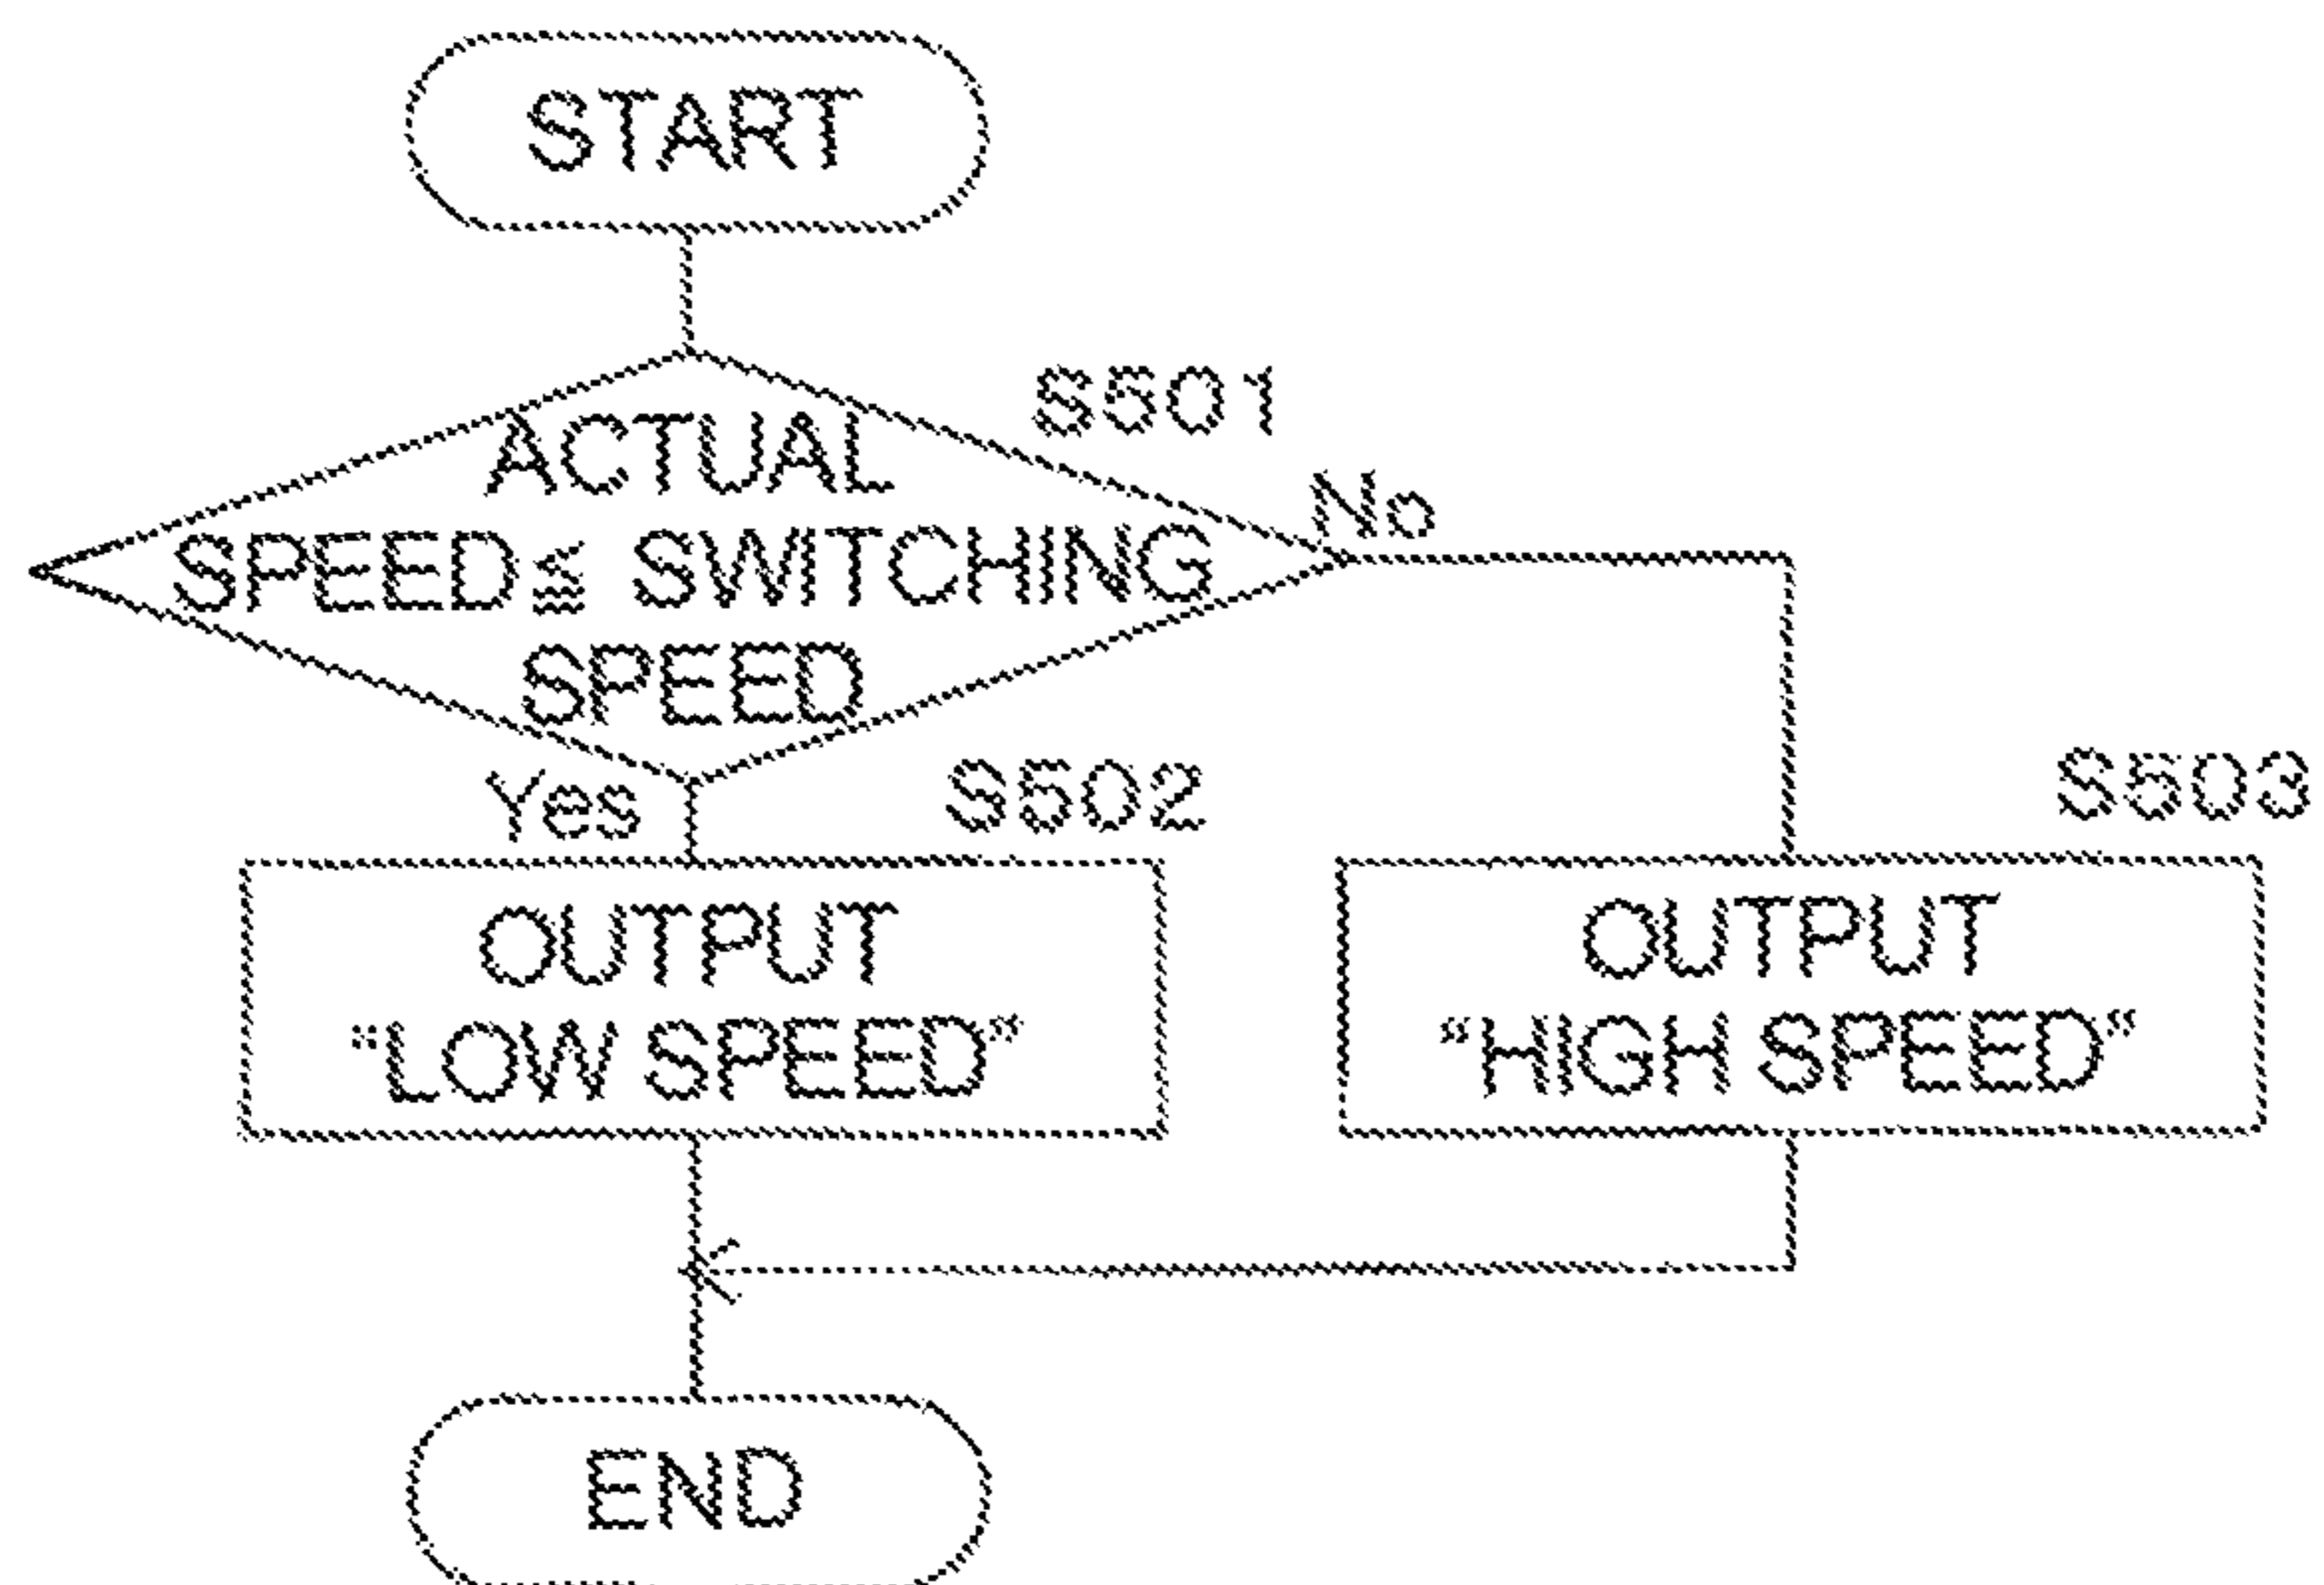 START
S501
ACTUAL
SPEED≦ SWITCHING
SPEED
No
Yes
S502
S503
OUTPUT
“LOW SPEED”
OUTPUT
“HIGH SPEED”
END